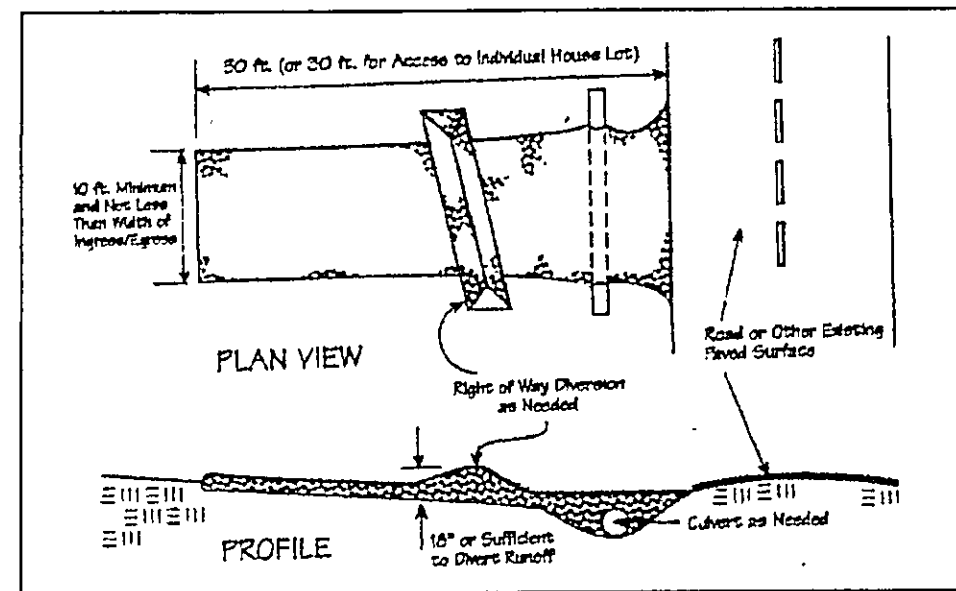 50 ft. (or 30 ft. for Access to Individual House Lot)
10 ft. Minimum
and Not Less
Than Width of
Ingress/Egress
PLAN VIEW
Road or Other Existing
Paved Surface
Right of Way Diversion
as Needed
Culvert as Needed
18" or Sufficient
to Divert Runoff
PROFILE